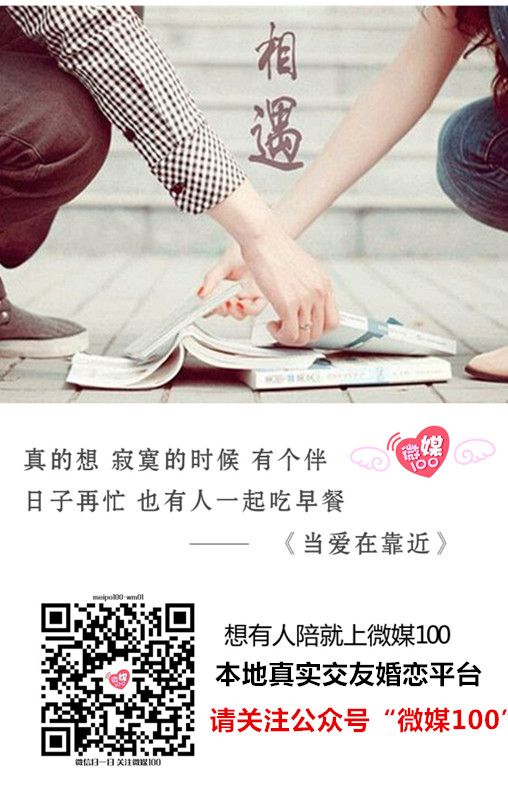 相遇
真的想 寂寞的时候 有个伴
微媒100
日子再忙 也有人一起吃早餐
——《当爱在靠近》
meipo100-wm01
微媒100
微信扫一扫 关注微媒100
想有人陪就上微媒100
本地真实交友婚恋平台
请关注公众号“微媒100”